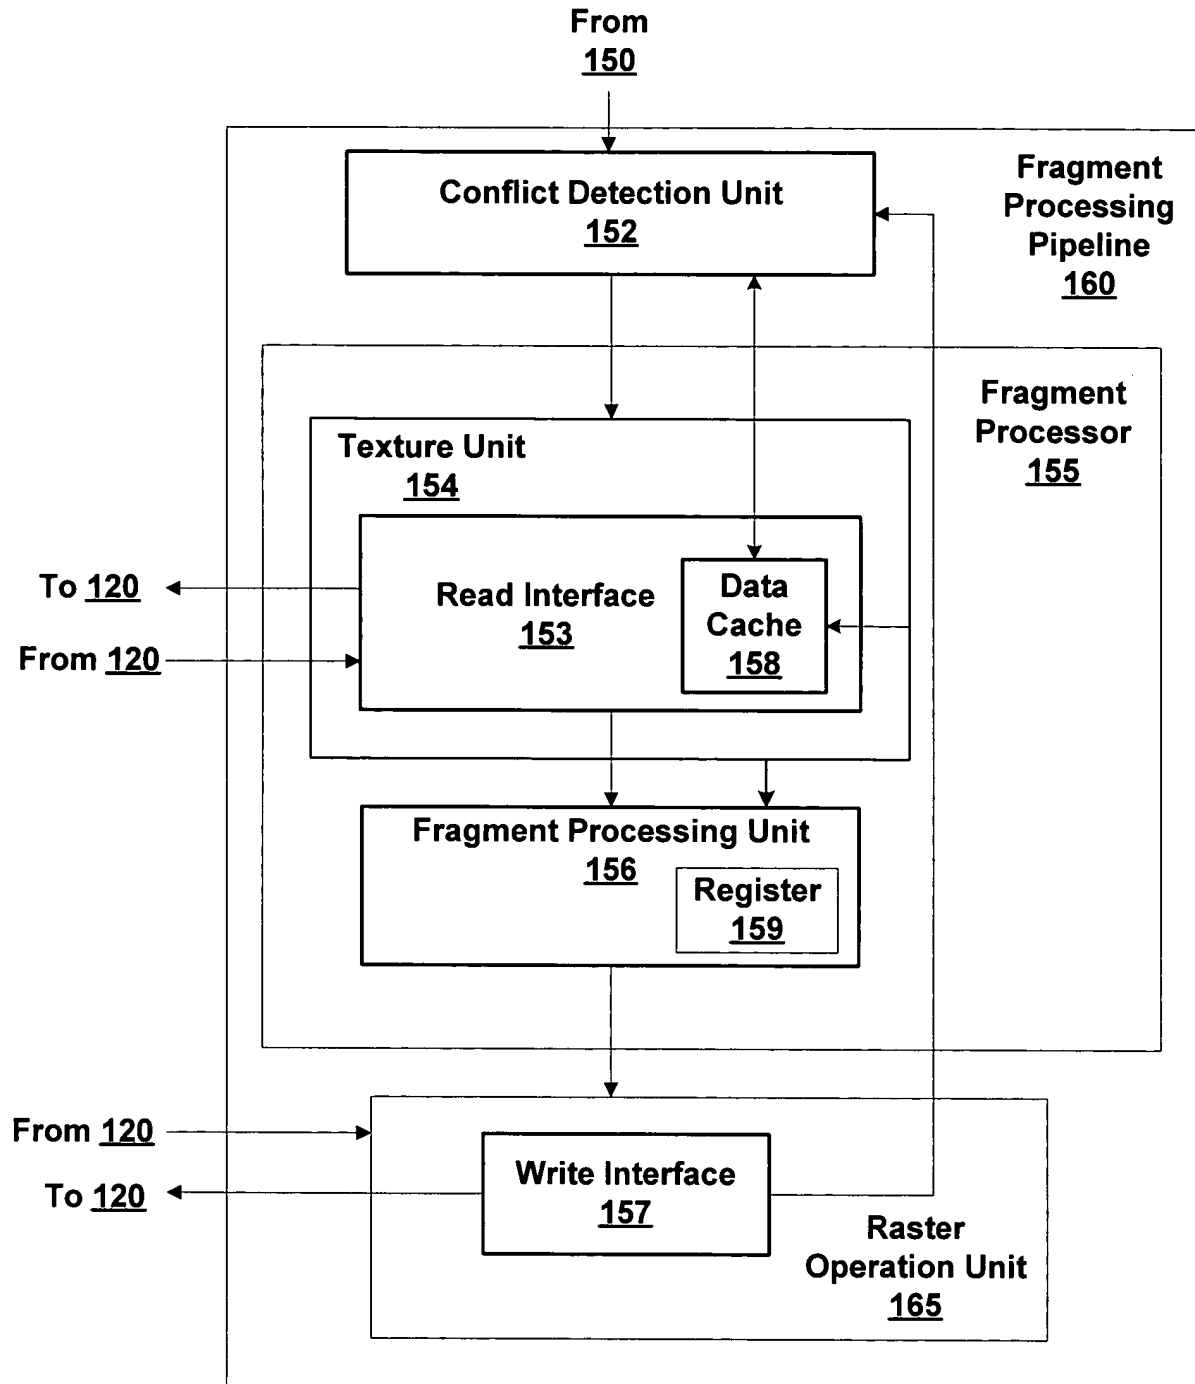 From
150
Conflict Detection Unit
152
Fragment
Processing
Pipeline
160
Fragment
Processor
155
Texture Unit
154
To 120
From 120
Read Interface
153
Data
Cache
158
Fragment Processing Unit
156
Register
159
From 120
To 120
Write Interface
157
Raster
Operation Unit
165